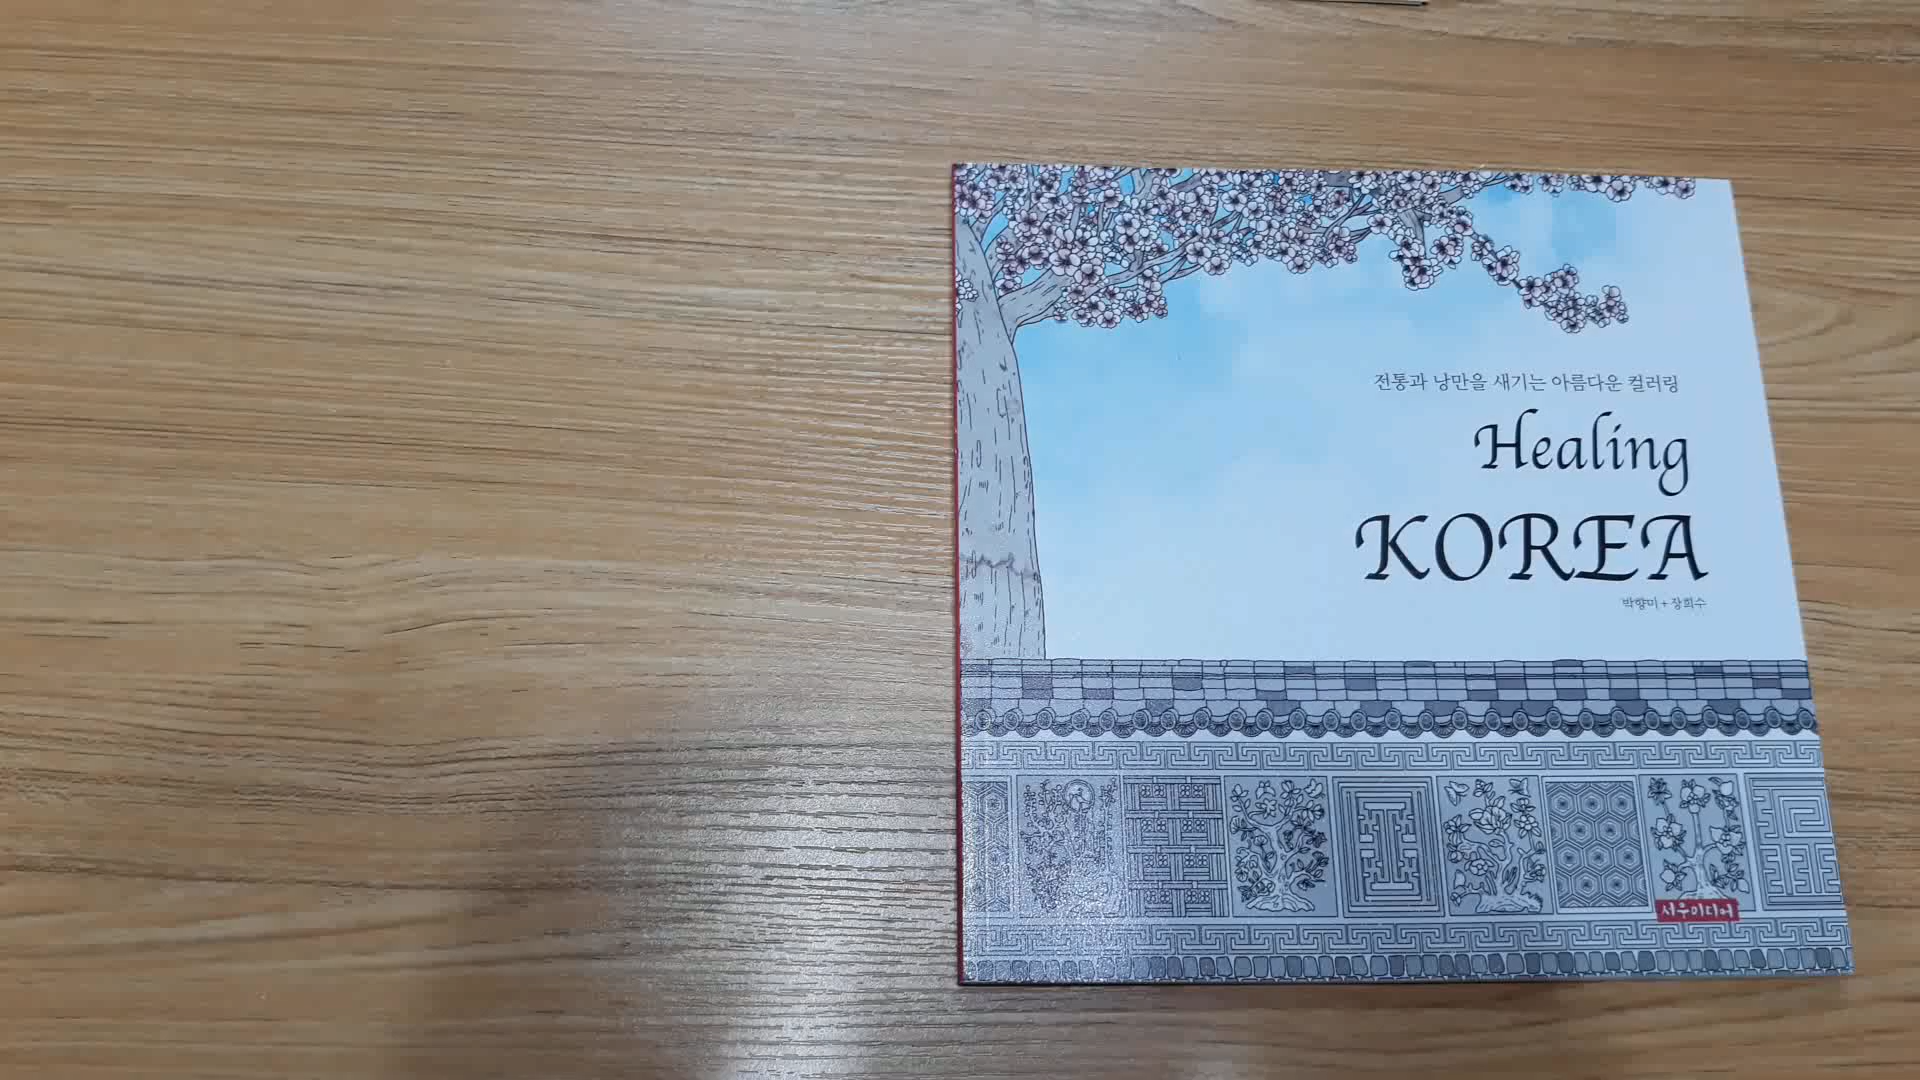 전통과 낭만을 새기는 아름다운 컬러링
Healing
KOREA
박향미 + 장희수
서우미디어